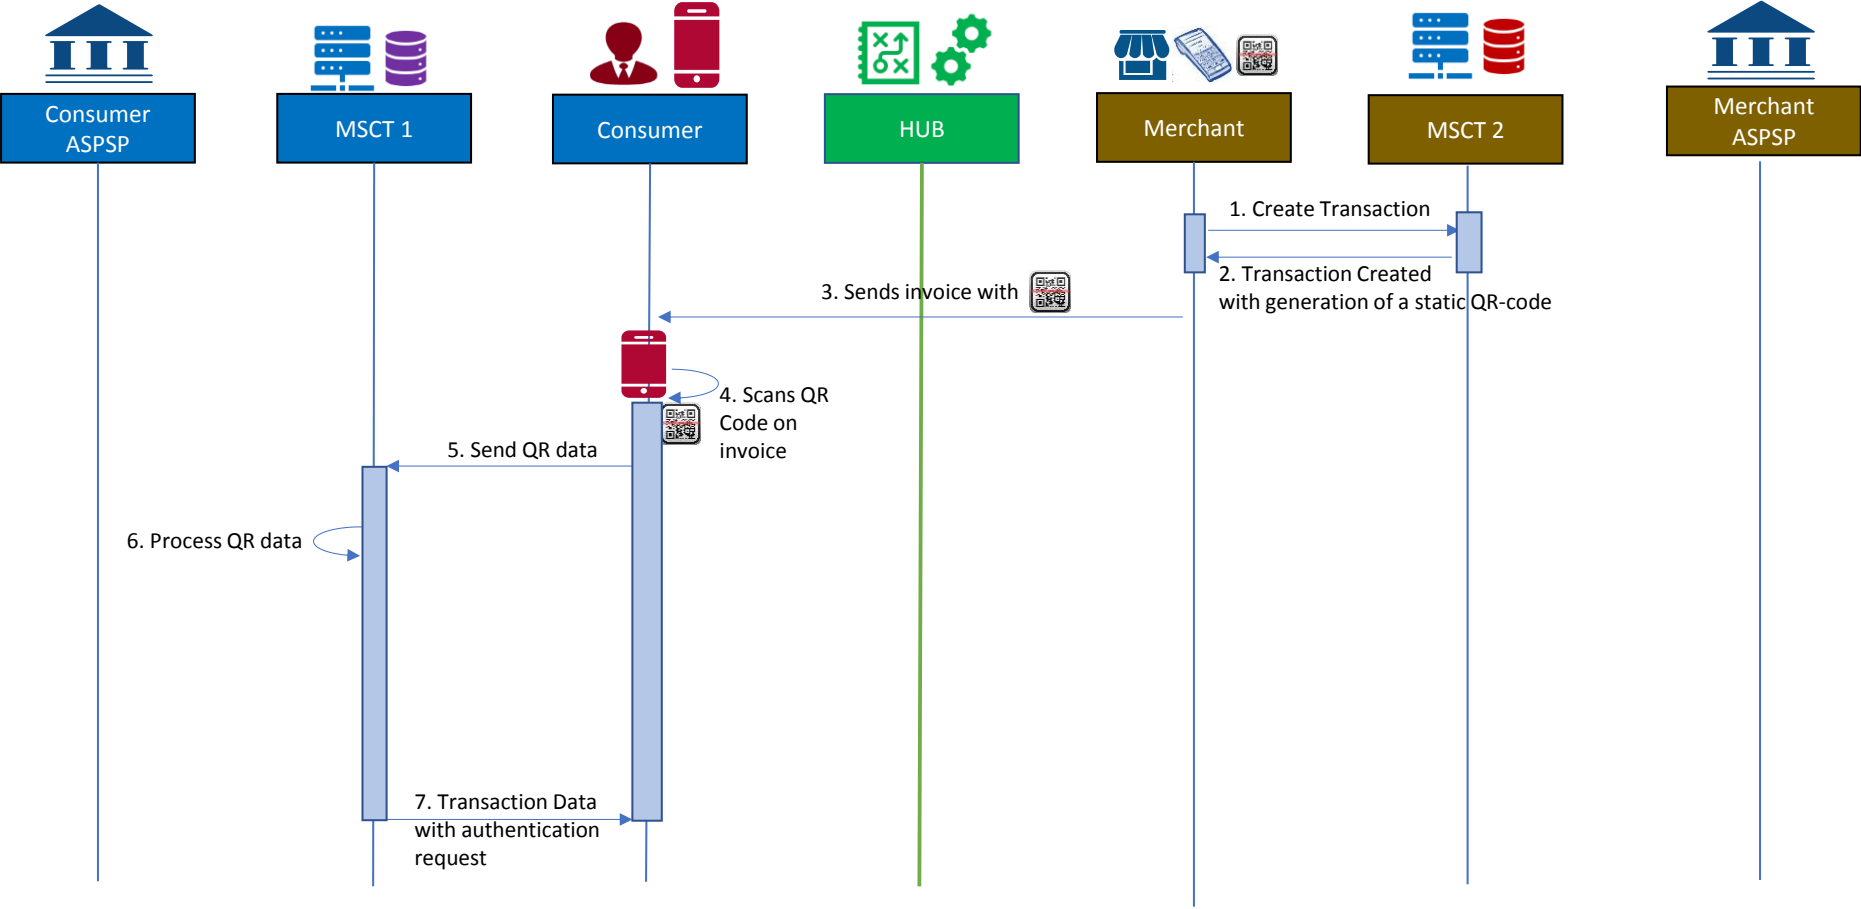 Consumer
ASPSP
MSCT 1
Consumer
HUB
Merchant
MSCT 2
Merchant
ASPSP
1. Create Transaction
2. Transaction Created
with generation of a static QR-code
3. Sends invoice with
4. Scans QR
Code on
invoice
5. Send QR data
6. Process QR data
7. Transaction Data
with authentication
request